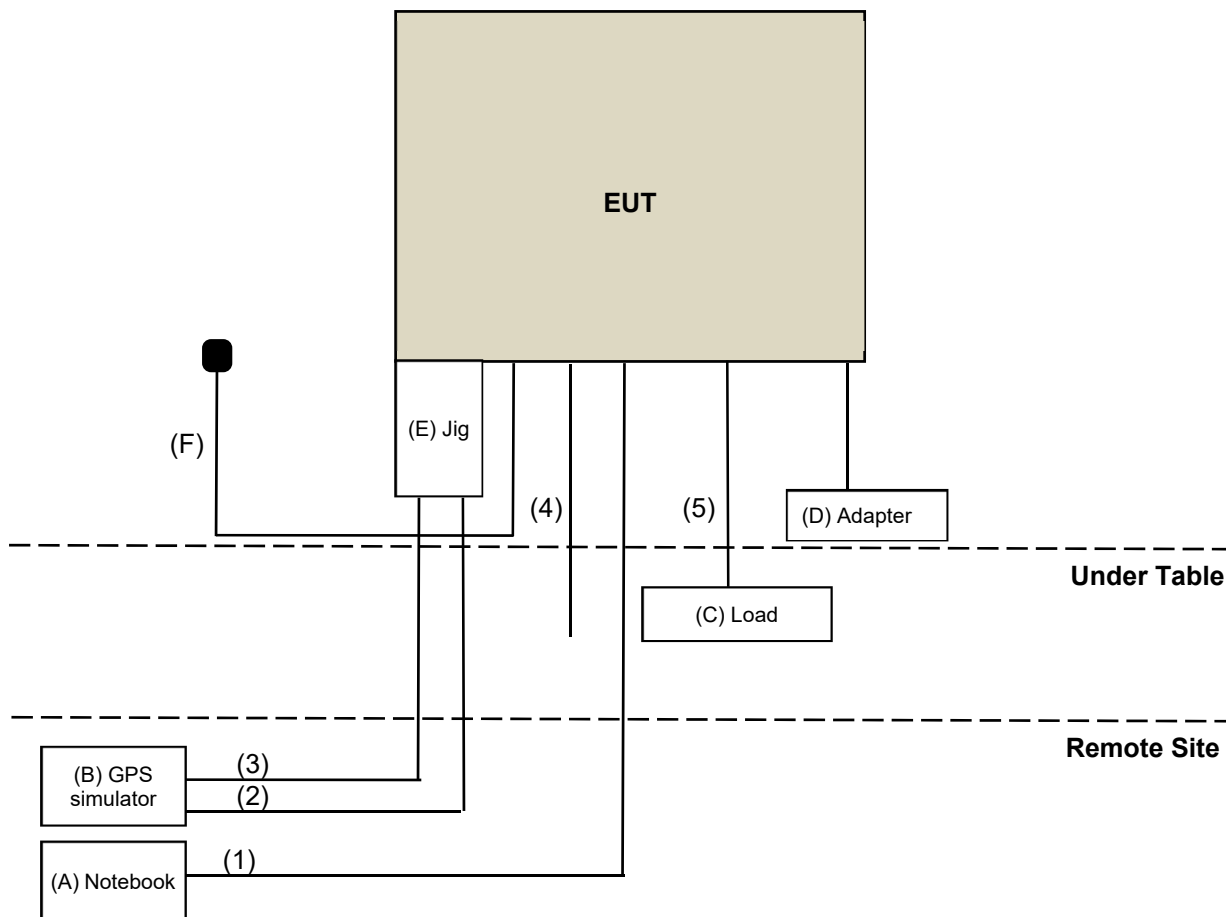 EUT
(E) Jig
(F)
(4)
(5)
(D) Adapter
Under Table
(C) Load
Remote Site
(B) GPS
simulator
(3)
(2)
(A) Notebook
(1)